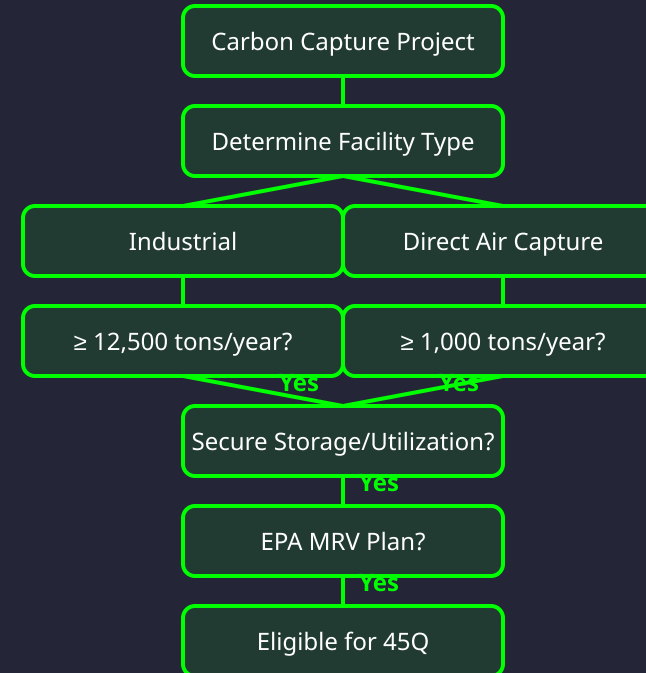 Carbon Capture Project
Determine Facility Type
Industrial
Direct Air Capture
≥ 12,500 tons/year?
≥ 1,000 tons/year?
Yes
Yes
Secure Storage/Utilization?
Yes
EPA MRV Plan?
Yes
Eligible for 45Q